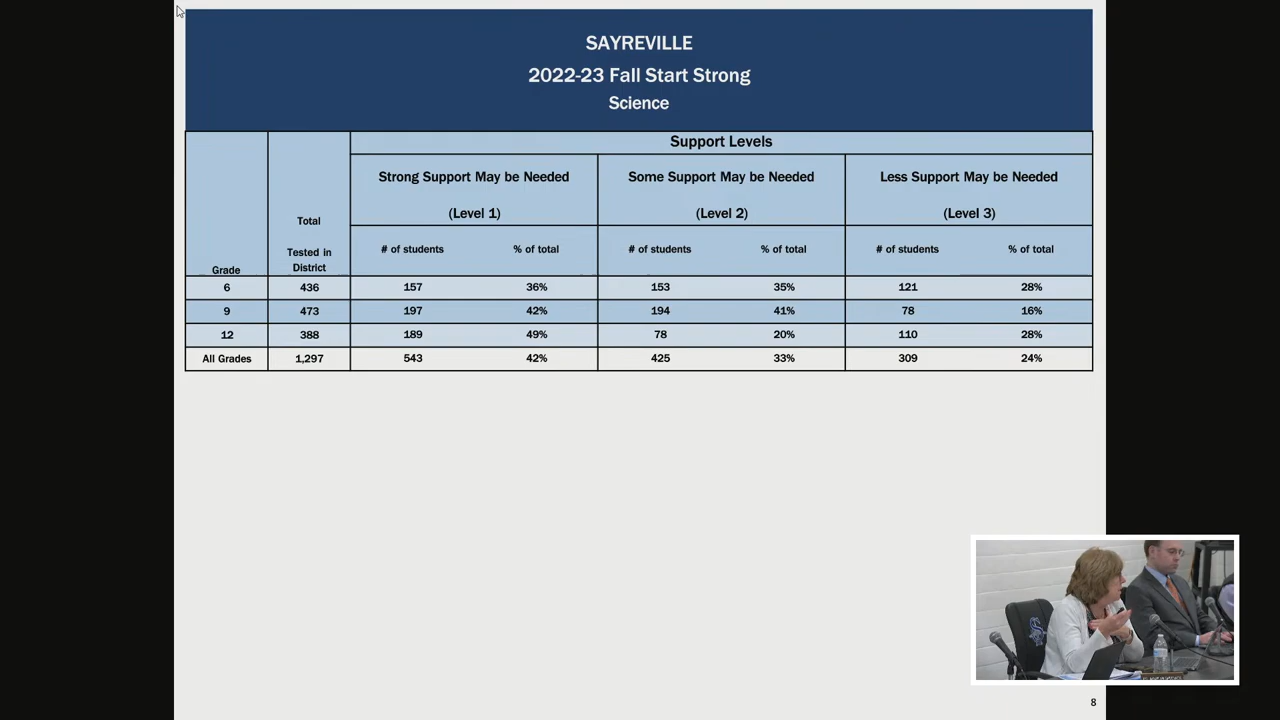 SAYREVILLE
2022-23 Fall Start Strong
Science
Support Levels
Strong Support May be Needed
(Level 1)
Some Support May be Needed
(Level 2)
Less Support May be Needed
(Level 3)
Grade
Total
Tested in
District
# of students % of total # of students % of total # of students % of total
6 436 157 36% 153 35% 121 28%
9 473 197 42% 194 41% 78 16%
12 388 189 49% 78 20% 110 28%
All Grades 1,297 543 42% 425 33% 309 24%
8